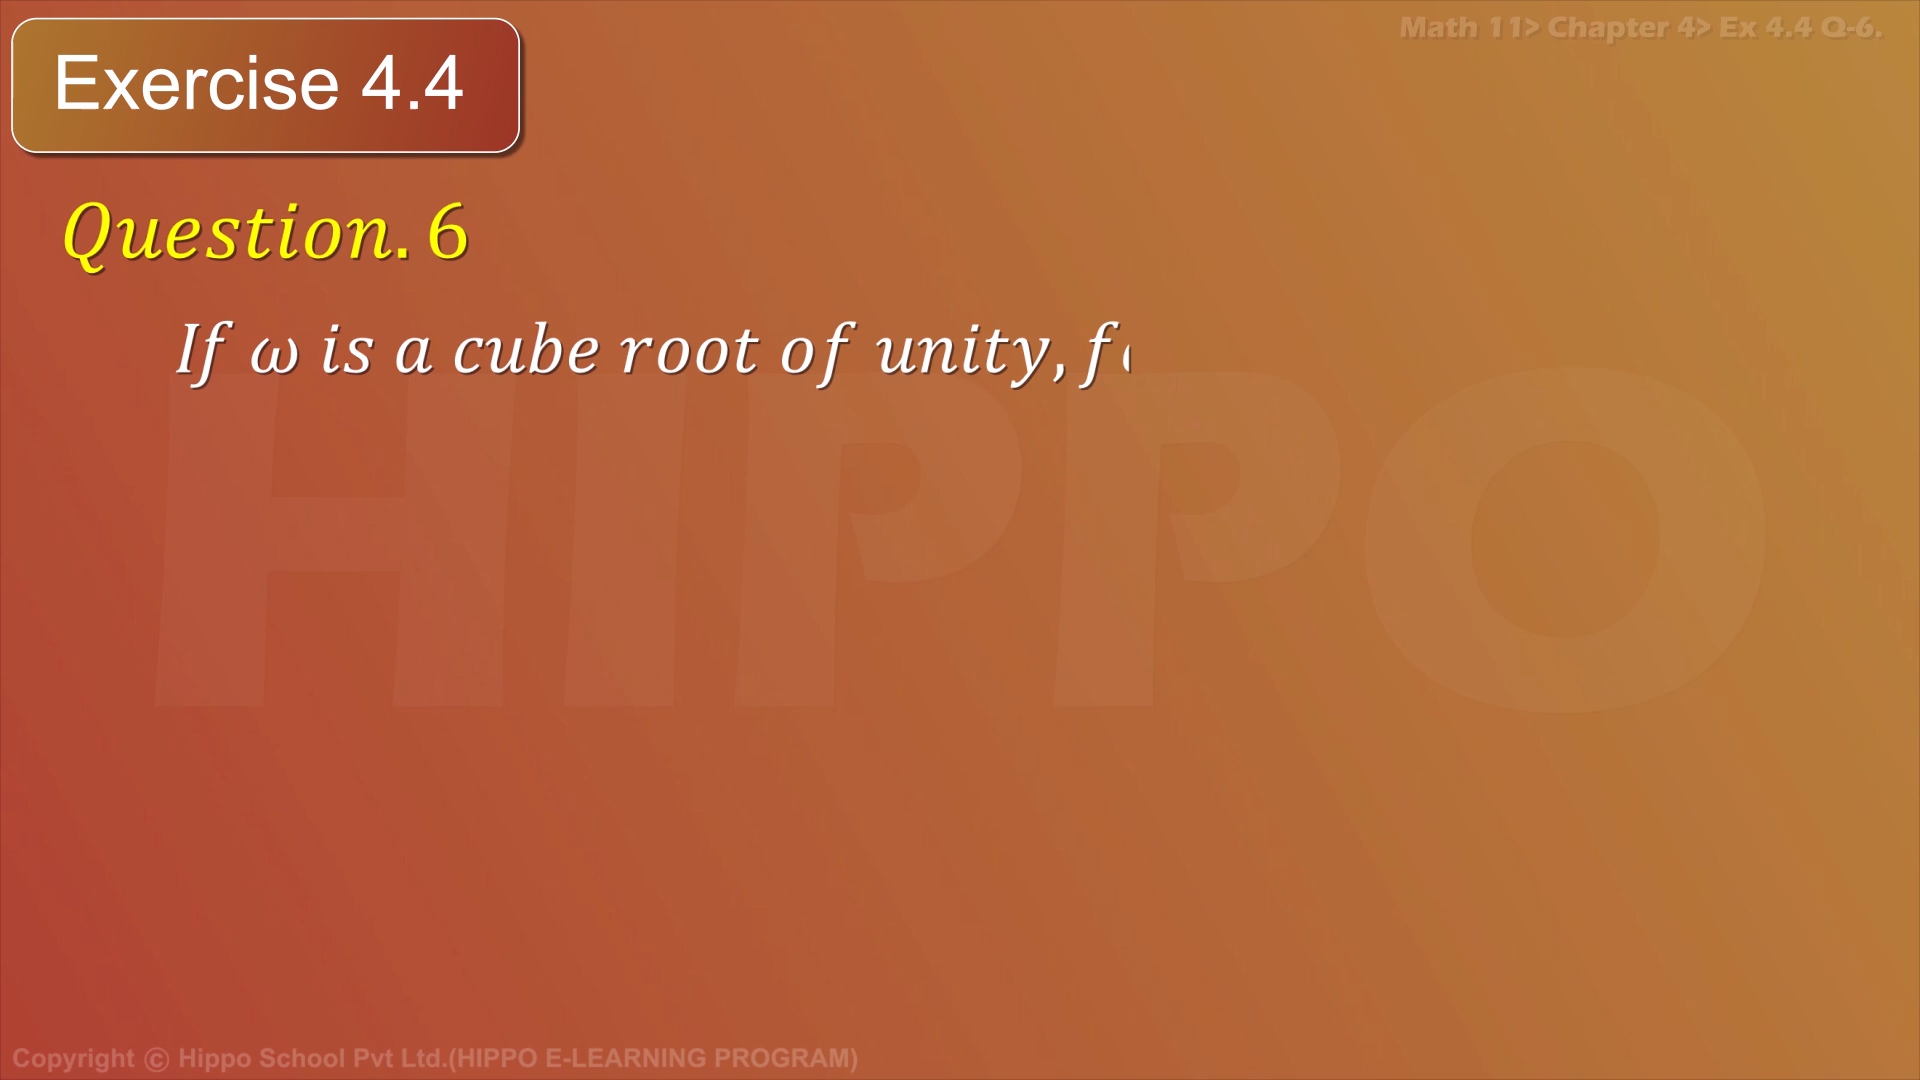 Math 11> Chapter 4> Ex 4.4 Q-6.
Exercise 4.4
Question. 6
If ω is a cube root of unity, f
HIPPO
Copyright © Hippo School Pvt Ltd.(HIPPO E-LEARNING PROGRAM)